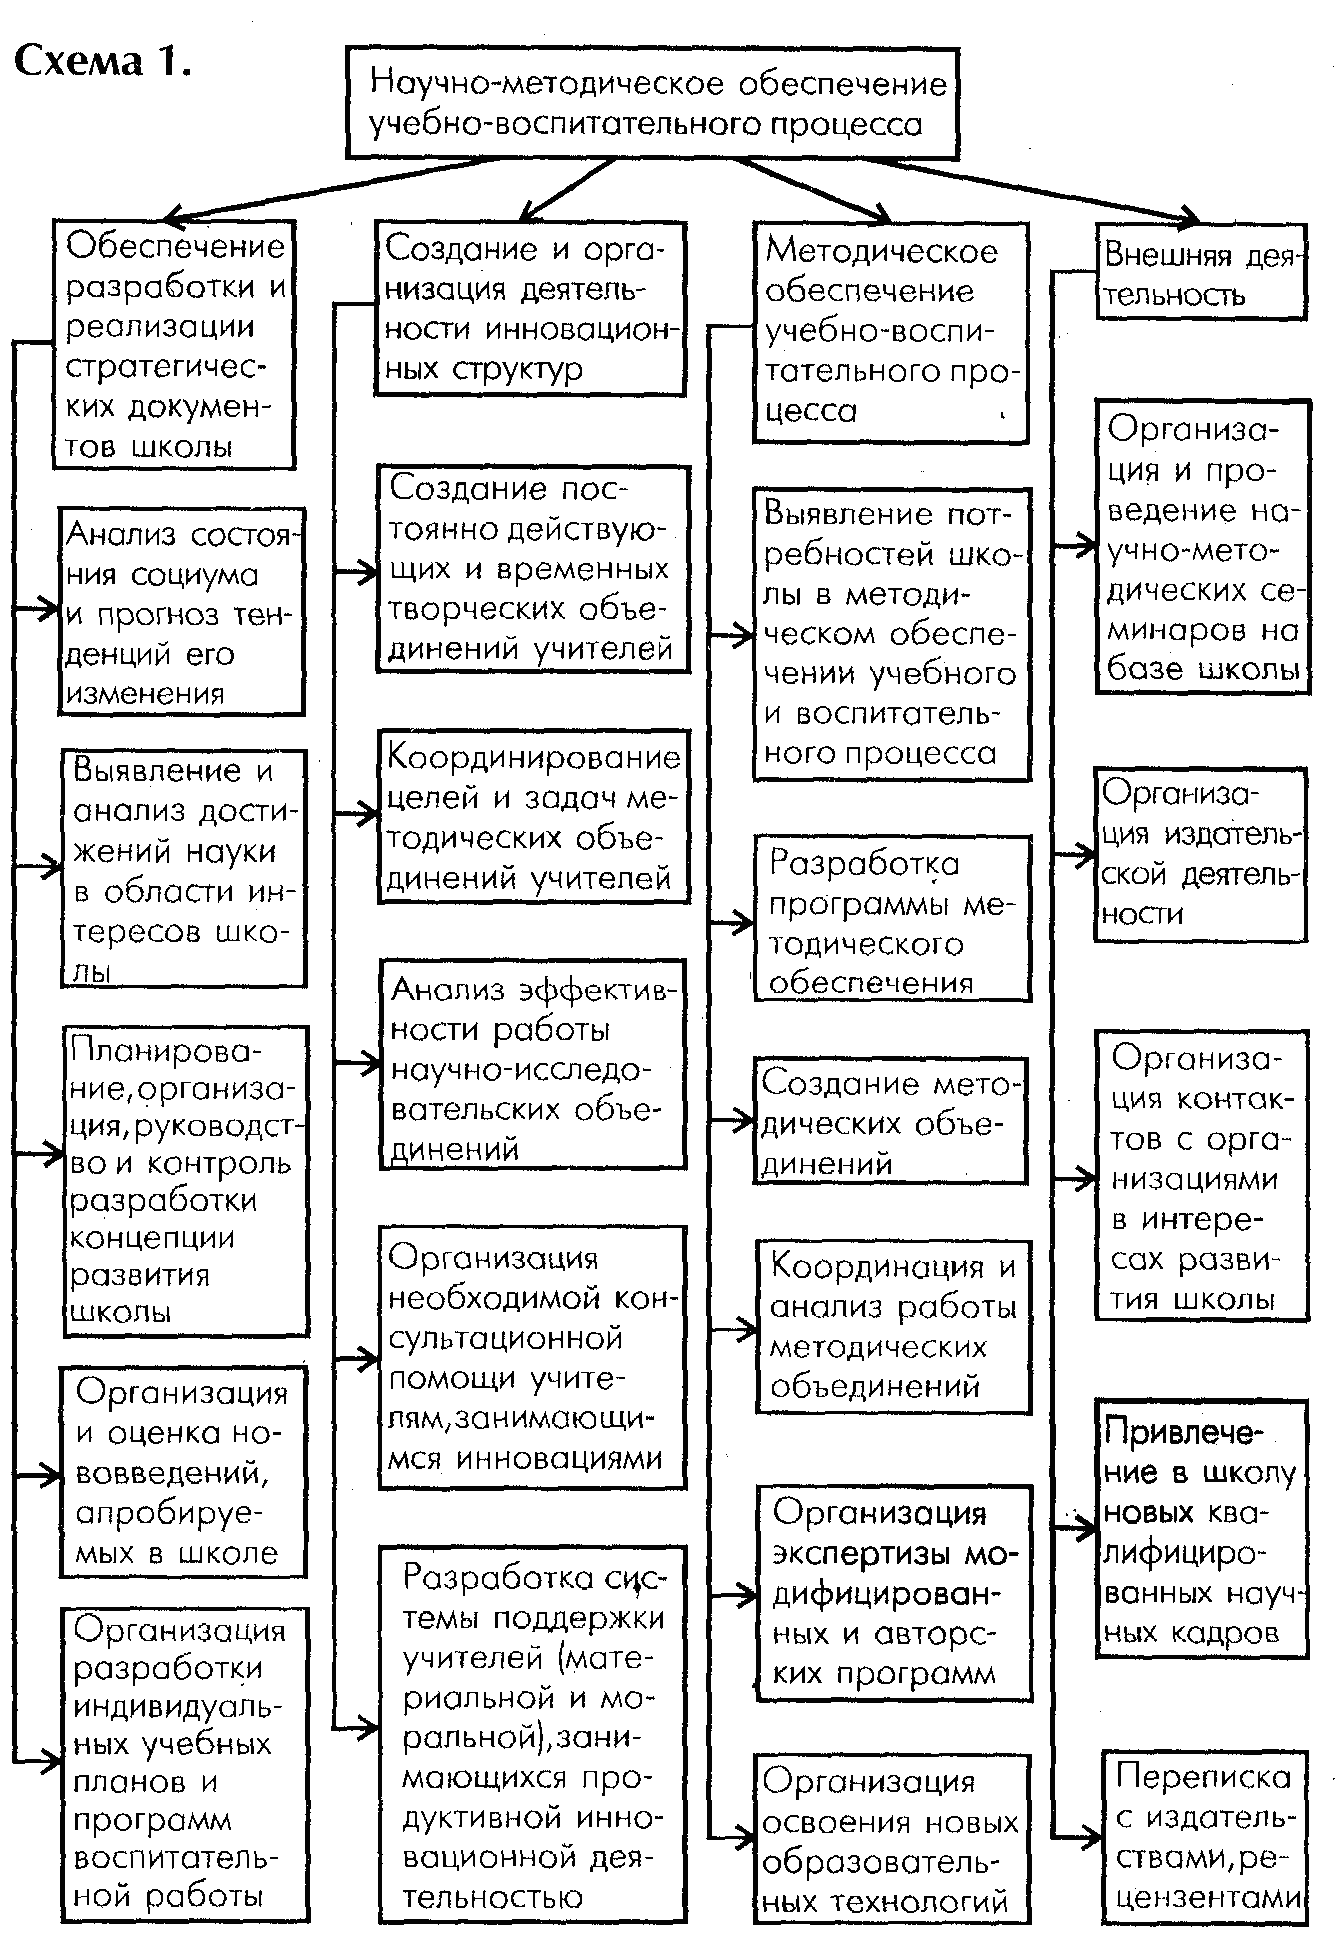 Схема 1.
Научно-методическое обеспечение
учебно-воспитательного процесса
Обеспечение
разработки и
реализации
стратегичес-
ких докумен-
тов школы
Анализ состоя-
ния социума
и прогноз тен-
денций его
изменения
Выявление и
анализ дости-
жений науки
в области ин-
тересов шко-
лы
Планирова-
ние,организа-
ция,руководст-
во и контроль
разработки
концепции
развития
школы
Организация
и оценка но-
вовведений,
апробируе-
мых в школе
Организация
разработки
индивидуаль-
ных учебных
планов и
программ
воспитатель-
ной работы
Создание и орга-
низация деятель-
ности инновацион-
ных структур
Создание пос-
тоянно действую-
щих и временных
творческих объе-
динений учителей
Координирование
целей и задач ме-
тодических объе-
динений учителей
Анализ эффектив-
ности работы
научно-исследо-
вательских объе-
динений
Организация
необходимой кон-
сультационной
помощи учите-
лям,занимающи-
мся инновациями
Разработка сис-
темы поддержки
учителей (мате-
риальной и мо-
ральной),зани-
мающихся про-
дуктивной инно-
вационной дея-
тельностью
Методическое
обеспечение
учебно-воспи-
тательного про-
цесса
Выявление пот-
ребностей шко-
лы в методи-
ческом обеспе-
чении учебного
и воспитатель-
ного процесса
Разработка
программы ме-
тодического
обеспечения
Создание мето-
дических объе-
динений
Координация и
анализ работы
методических
объединений
Организация
экспертизы мо-
дифицирован-
ных и авторс-
ких программ
Организация
освоения новых
образователь-
ных технологий
Внешняя дея-
тельность
Организа-
ция и про-
ведение на-
учно-мето-
дических се-
минаров на
базе школы
Организа-
ция издатель-
ской деятель-
ности
Организа-
ция контак-
тов с орга-
низациями
в интере-
сах разви-
тия школы
Привлече-
ние в школу
новых ква-
лифициро-
ванных науч-
ных кадров
Переписка
с издатель-
ствами,ре-
цензентами